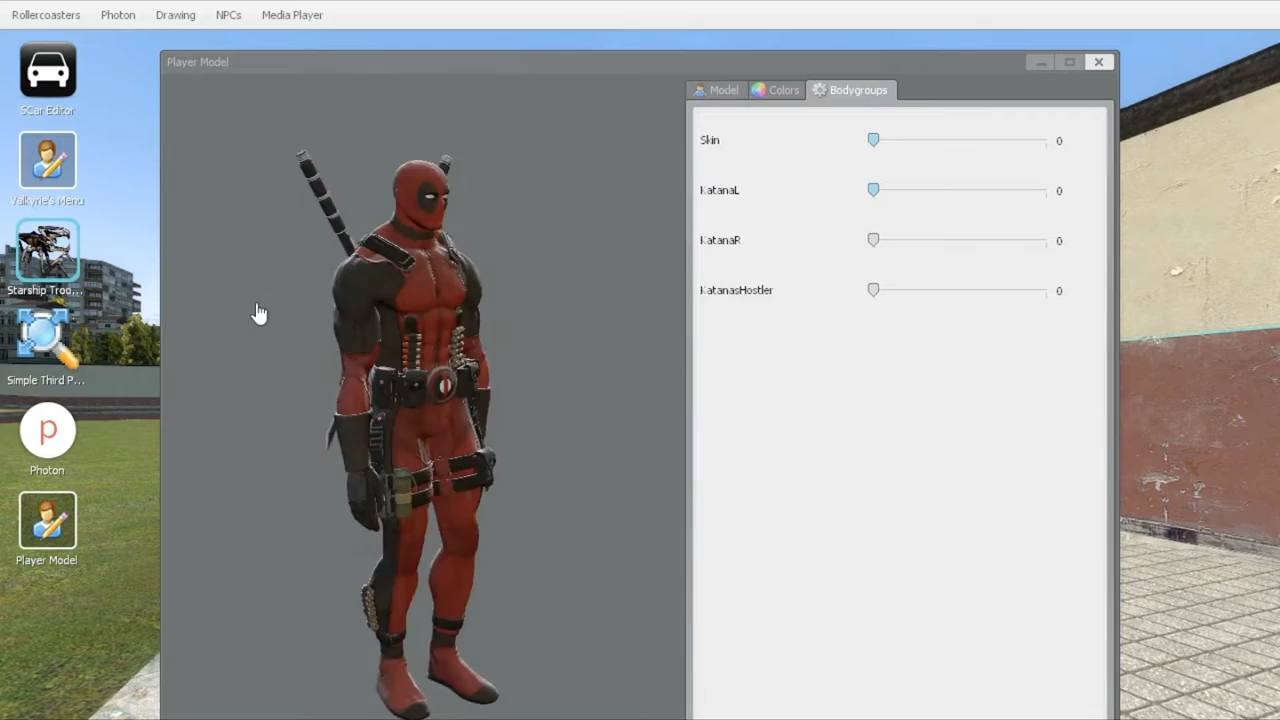 Rollercoasters Photon Drawing NPCs Media Player
SCar Editor
Valkyrie's Menu
Starship Troo...
Simple Third P...
p
Photon
Player Model
Player Model
Model Colors Bodygroups
Skin 0
KatanaL 0
KatanaR 0
KatanasHostler 0